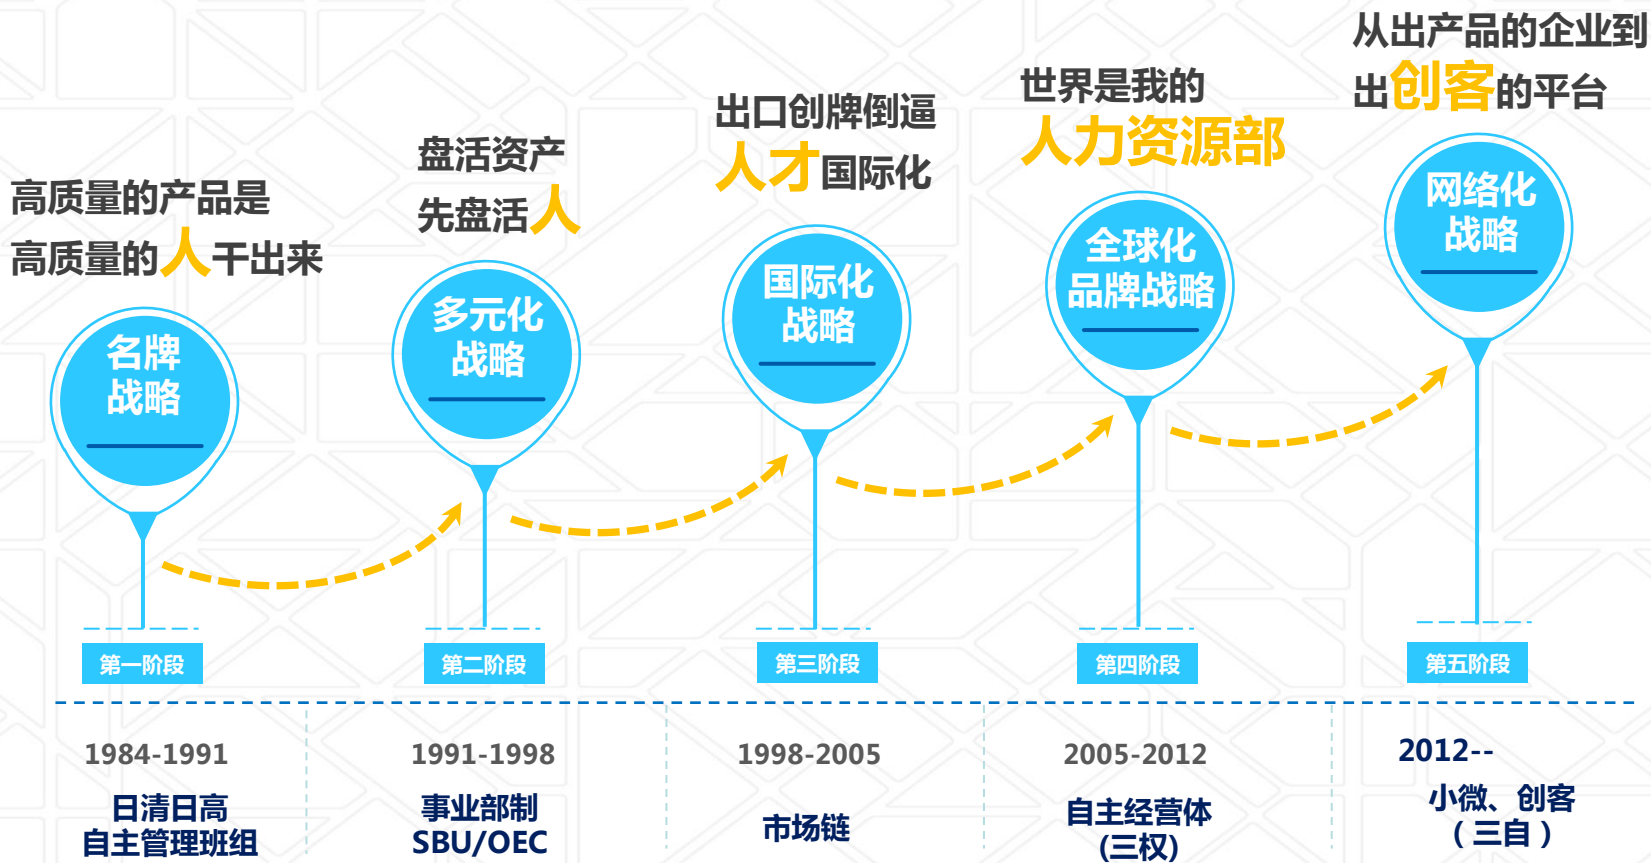 高质量的产品是
高质量的人干出来
名牌
战略
第一阶段
1984-1991
日清日高
自主管理班组
盘活资产
先盘活人
多元化
战略
第二阶段
1991-1998
事业部制
SBU/OEC
出口创牌倒逼
人才国际化
国际化
战略
第三阶段
1998-2005
市场链
世界是我的
人力资源部
全球化
品牌战略
第四阶段
2005-2012
自主经营体
(三权)
从出产品的企业到
出创客的平台
网络化
战略
第五阶段
2012--
小微、创客
（三自）